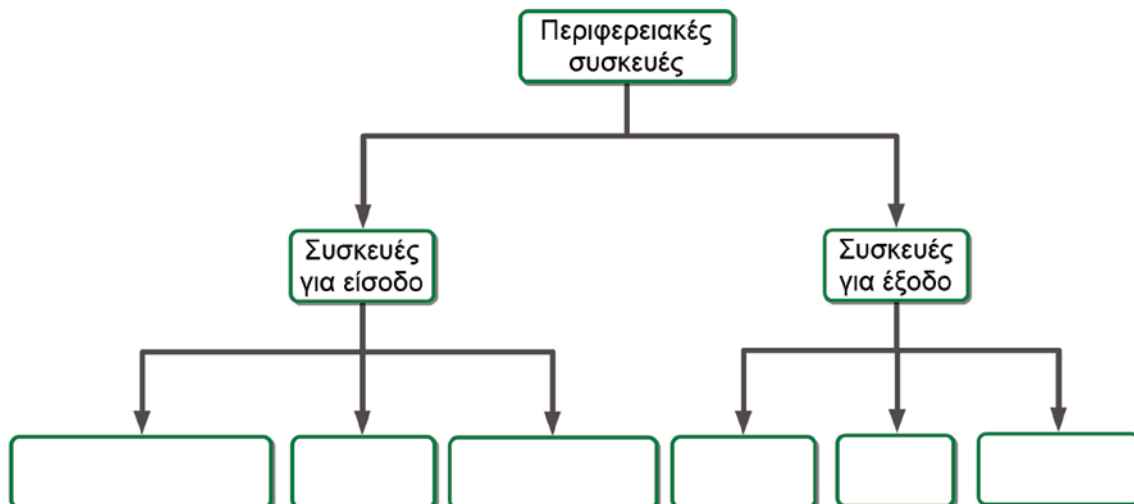 Περιφερειακές
συσκευές
Συσκευές
για είσοδο
Συσκευές
για έξοδο